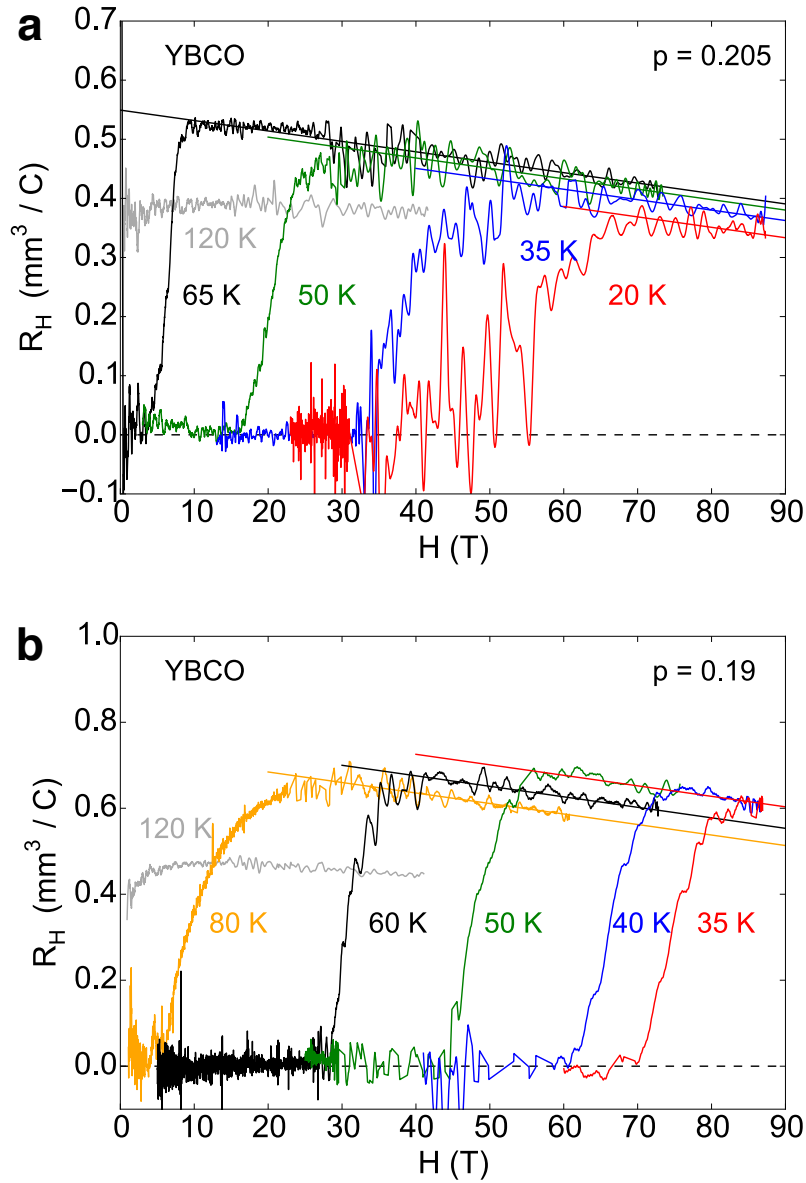 a
YBCO
p = 0.205
0.7
0.6
0.5
0.4
0.3
0.2
0.1
0.0
−0.1
R_H (mm³ / C)
120 K
65 K
50 K
35 K
20 K
0 10 20 30 40 50 60 70 80 90
H (T)
b
YBCO
p = 0.19
1.0
0.8
0.6
0.4
0.2
0.0
−0.1
R_H (mm³ / C)
120 K
80 K
60 K
50 K
40 K
35 K
0 10 20 30 40 50 60 70 80 90
H (T)